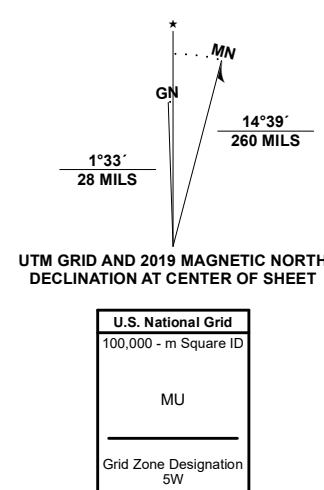 MN
GN
14°39´
260 MILS
1°33´
28 MILS
UTM GRID AND 2019 MAGNETIC NORTH
DECLINATION AT CENTER OF SHEET
U.S. National Grid
100,000 - m Square ID
MU
Grid Zone Designation
5W